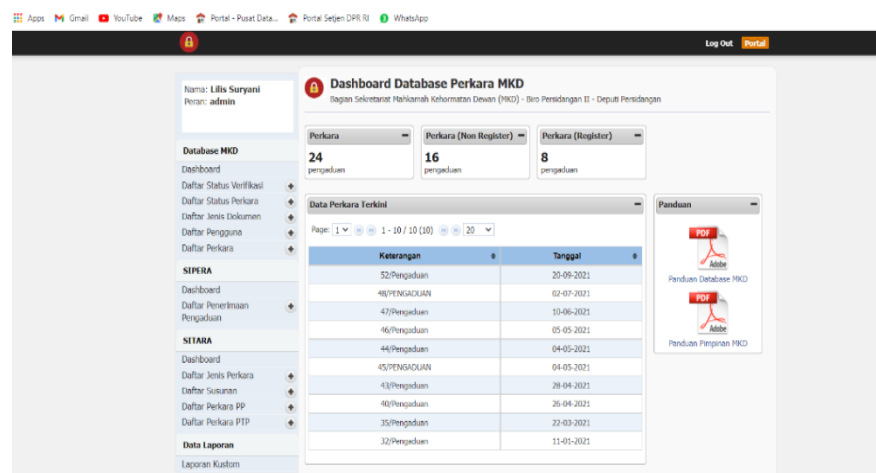 Apps Gmail YouTube Maps Portal - Pusat Data... Portal Setjen DPR RI WhatsApp
Log Out Portal
Nama: Lilis Suryani
Peran: admin
Dashboard Database Perkara MKD
Bagian Sekretariat Mahkamah Kehormatan Dewan (MKD) - Biro Persidangan II - Deputi Persidangan
Database MKD
Dashboard
Daftar Status Verifikasi
Daftar Status Perkara
Daftar Jenis Dokumen
Daftar Pengguna
Daftar Perkara
SIPERA
Dashboard
Daftar Penerimaan
Pengaduan
SITARA
Dashboard
Daftar Jenis Perkara
Daftar Susunan
Daftar Perkara PP
Daftar Perkara PTP
Data Laporan
Laporan Kustom
Perkara
24
pengaduan
Perkara (Non Register)
16
pengaduan
Perkara (Register)
8
pengaduan
Data Perkara Terkini
Page: 1 1 - 10 / 10 (10) 20
Keterangan Tanggal
52/Pengaduan 20-09-2021
48/PENGADUAN 02-07-2021
47/Pengaduan 10-06-2021
46/Pengaduan 05-05-2021
44/Pengaduan 04-05-2021
45/PENGADUAN 04-05-2021
43/Pengaduan 28-04-2021
40/Pengaduan 26-04-2021
35/Pengaduan 22-03-2021
32/Pengaduan 11-01-2021
Panduan
PDF
Adobe
Panduan Database MKD
PDF
Adobe
Panduan Pimpinan MKD